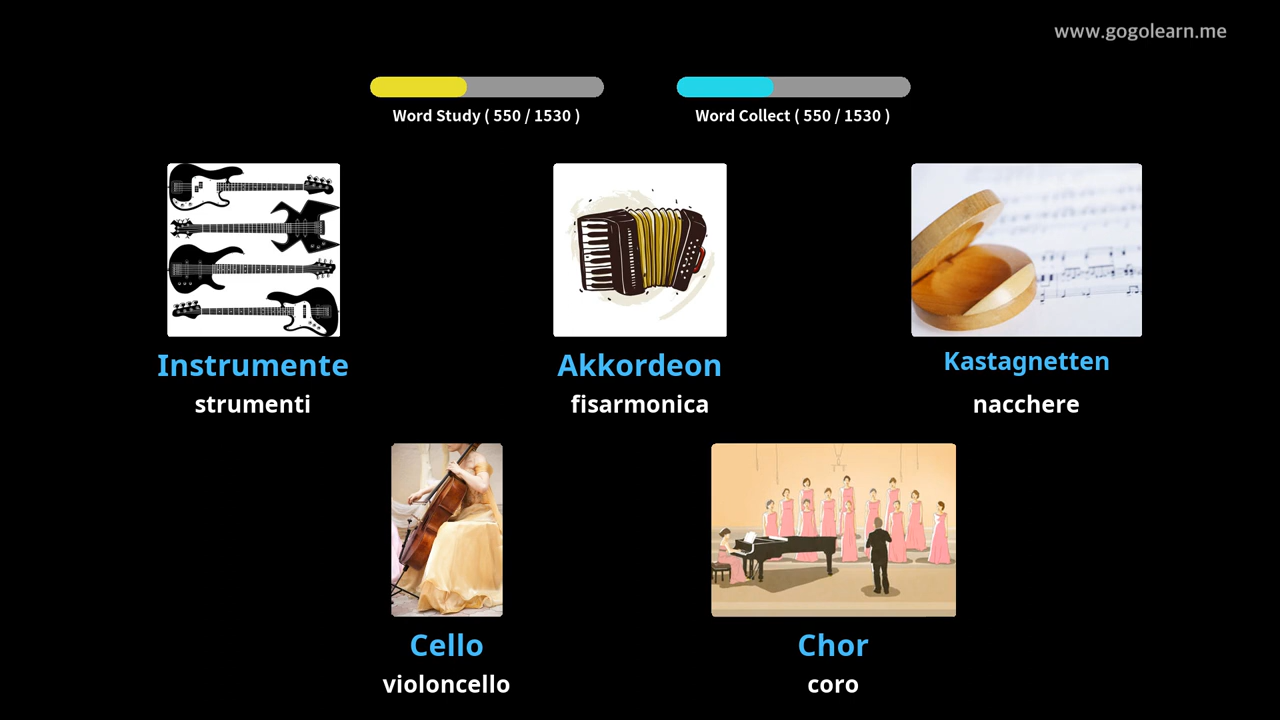 www.gogolearn.me
Word Study ( 550 / 1530 )
Word Collect ( 550 / 1530 )
Instrumente
strumenti
Akkordeon
fisarmonica
Kastagnetten
nacchere
Cello
violoncello
Chor
coro